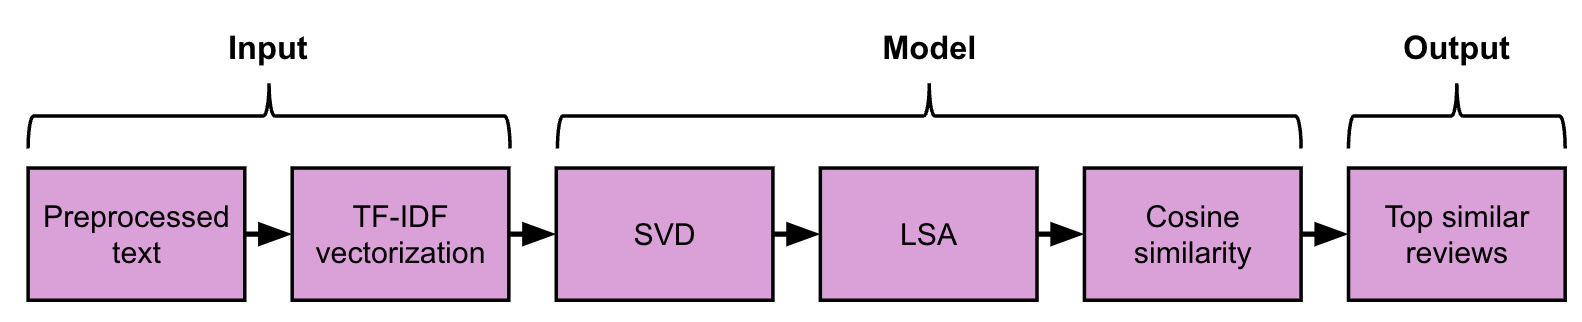 Input
Model
Output
Preprocessed
text
TF-IDF
vectorization
SVD
LSA
Cosine
similarity
Top similar
reviews